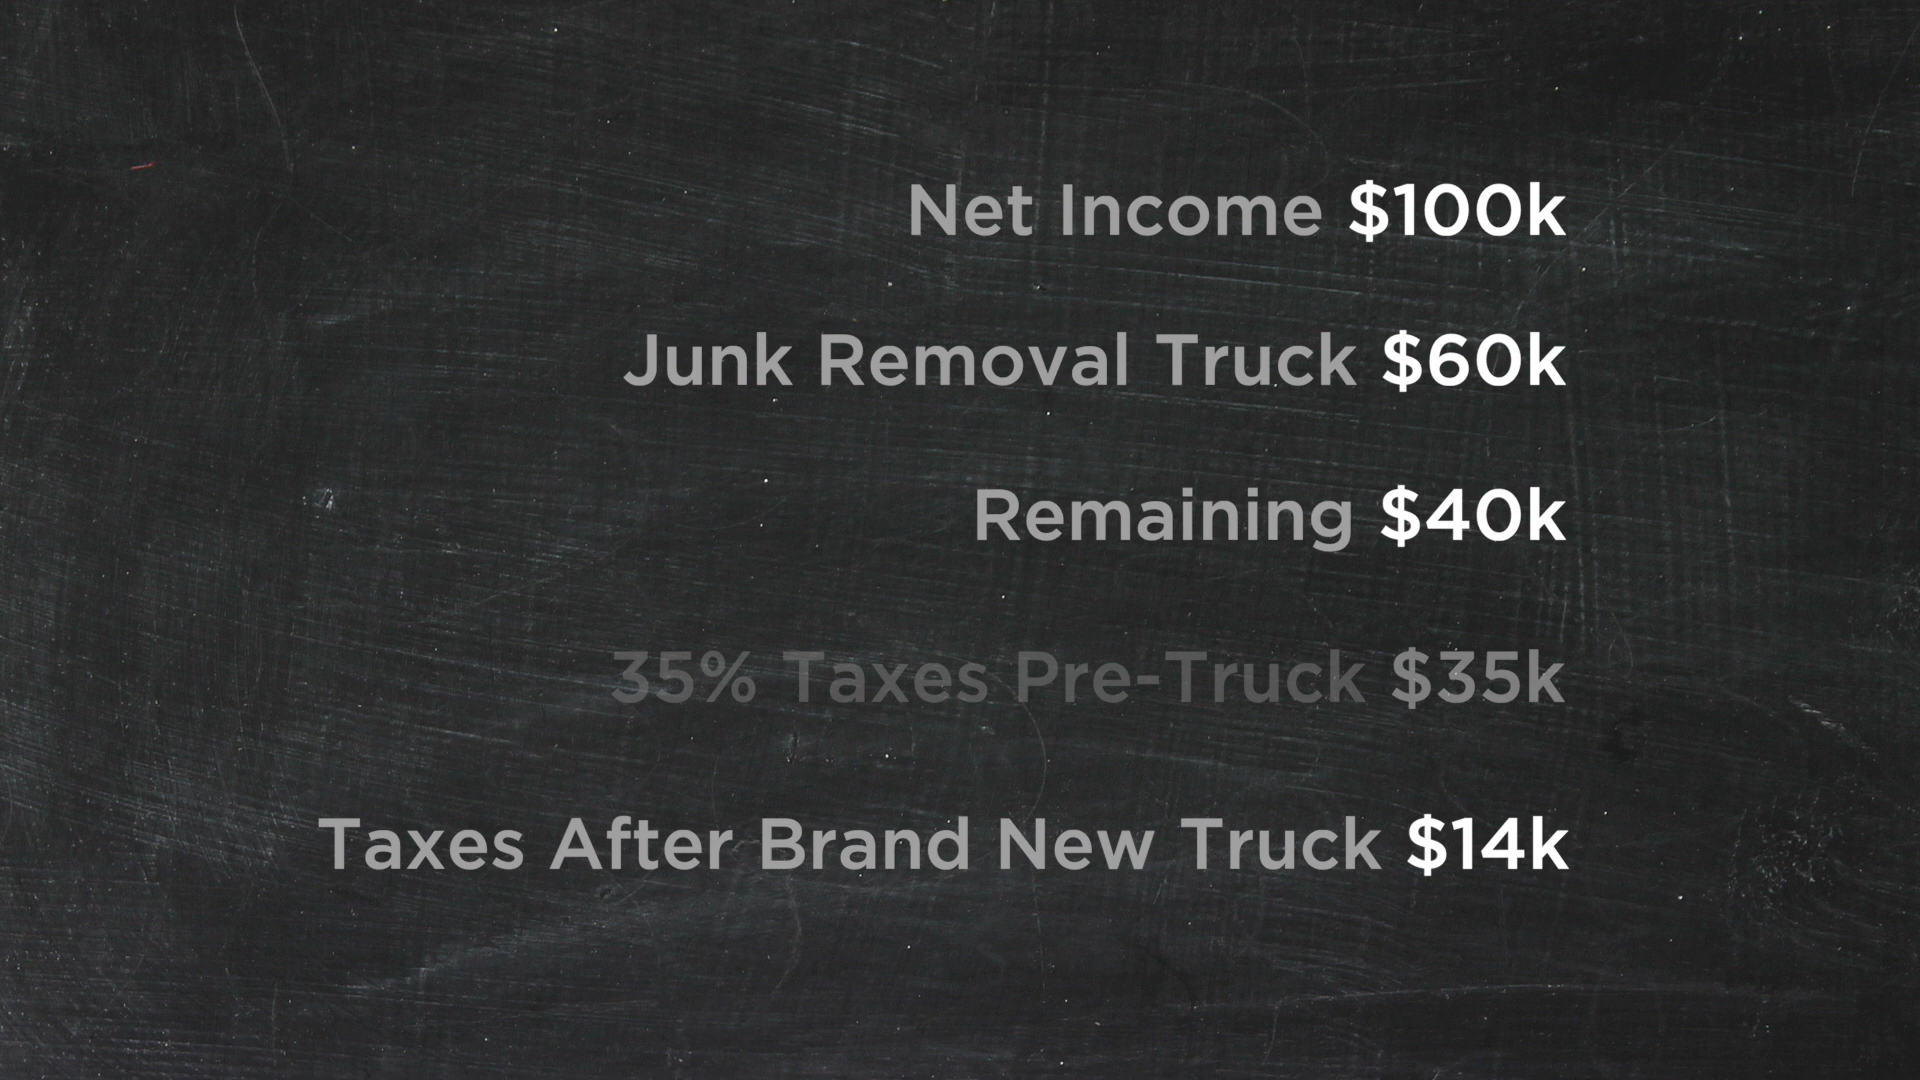 Net Income $100k
Junk Removal Truck $60k
Remaining $40k
35% Taxes Pre-Truck $35k
Taxes After Brand New Truck $14k